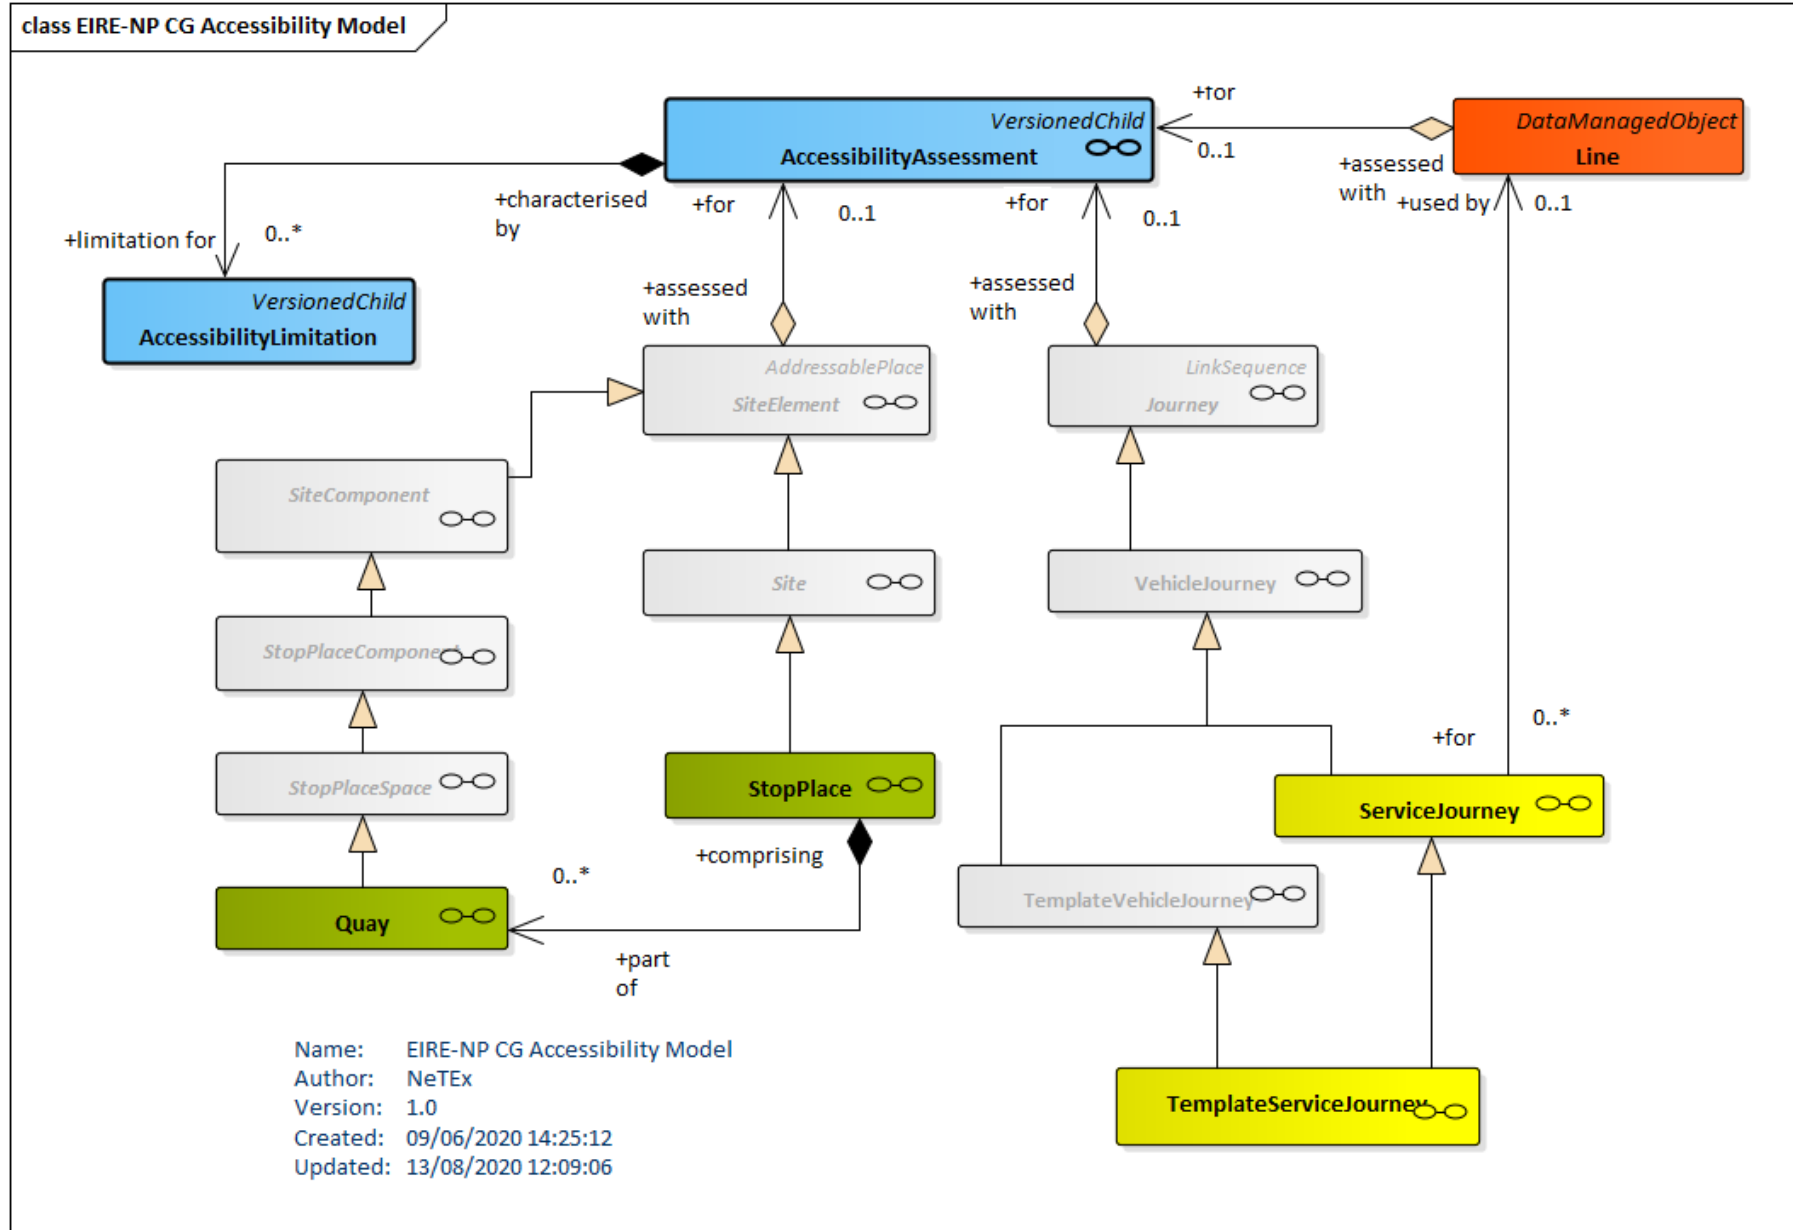 class EIRE-NP CG Accessibility Model
+for
VersionedChild
AccessibilityAssessment
DataManagedObject
Line
0..1
+assessed
with
+characterised
by
+for
0..1
+for
0..1
+used by
0..1
+limitation for
0..*
VersionedChild
AccessibilityLimitation
+assessed
with
+assessed
with
AddressablePlace
SiteElement
LinkSequence
Journey
SiteComponent
Site
VehicleJourney
StopPlaceComponent
StopPlaceSpace
StopPlace
0..*
+for
ServiceJourney
+comprising
0..*
TemplateVehicleJourney
Quay
+part
of
TemplateServiceJourney
Name: EIRE-NP CG Accessibility Model
Author: NeTEx
Version: 1.0
Created: 09/06/2020 14:25:12
Updated: 13/08/2020 12:09:06